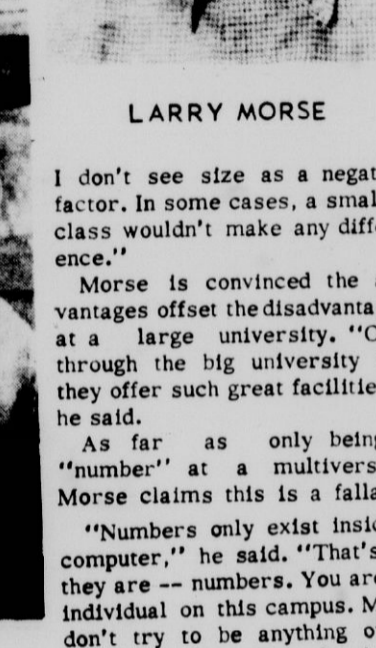 LARRY MORSE
I don't see size as a negat
factor. In some cases, a smal
class wouldn't make any diff
ence."
Morse is convinced the
vantages offset the disadvanta
at a large university. "O
through the big university
they offer such great facilitie
he said.
As far as only being
"number" at a multivers
Morse claims this is a falla
"Numbers only exist insid
computer," he said. "That's
they are -- numbers. You are
individual on this campus. M
don't try to be anything o